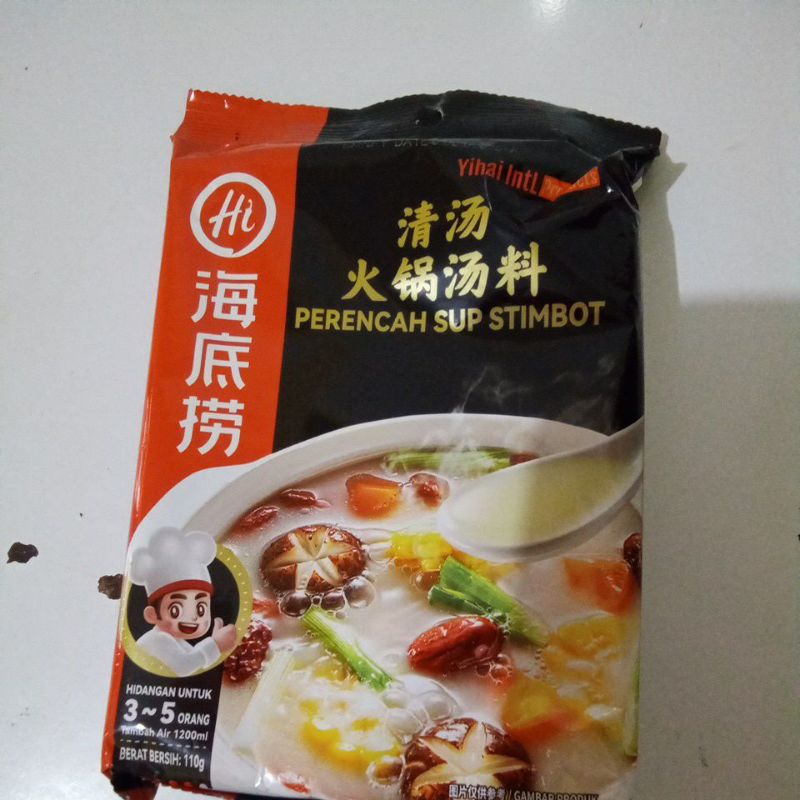 Yihai Intl Products
Hi
海底捞
清汤
火锅汤料
PERENCAH SUP STIMBOT
HIDANGAN UNTUK
3~5 ORANG
Tambah Air 1200ml
BERAT BERSIH: 110g
图片仅供参考 / GAMBAR PRODUK